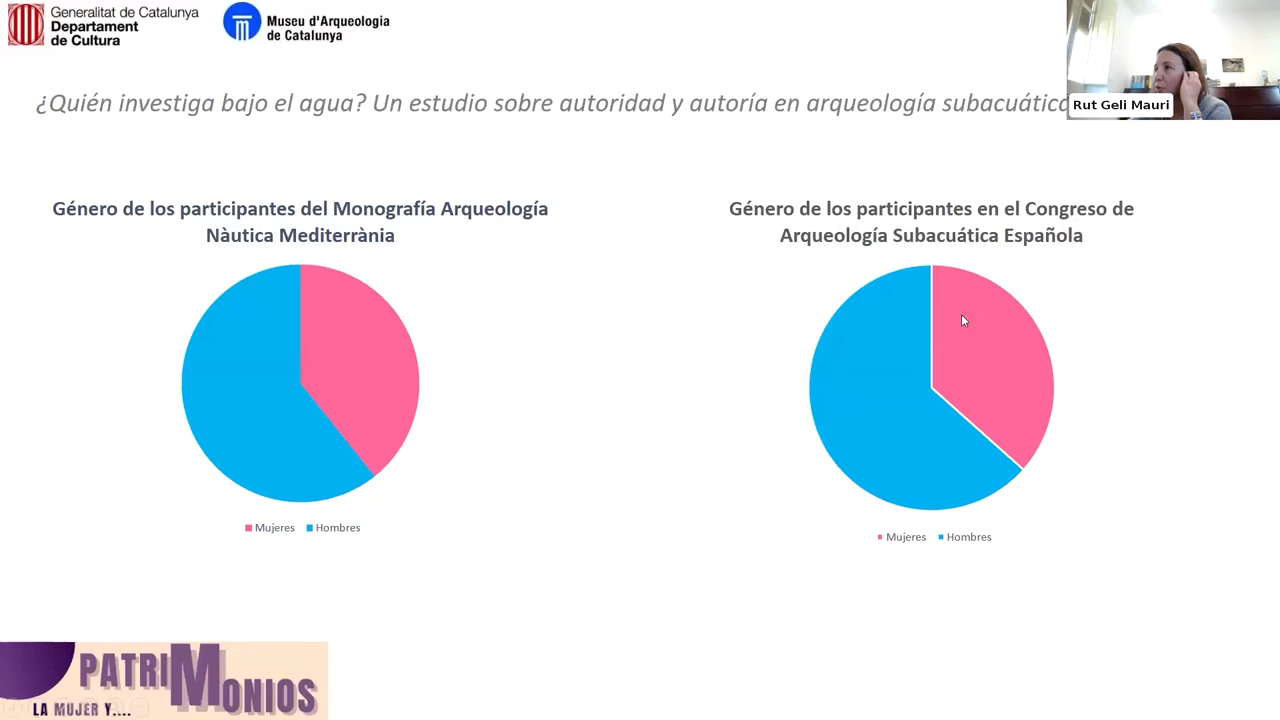 Generalitat de Catalunya
Departament
de Cultura
Museu d'Arqueologia
de Catalunya
¿Quién investiga bajo el agua? Un estudio sobre autoridad y autoría en arqueología subacuática
Rut Geli Mauri
Género de los participantes del Monografía Arqueología
Nàutica Mediterrània
Mujeres Hombres
Género de los participantes en el Congreso de
Arqueología Subacuática Española
Mujeres Hombres
PATRIMONIOS
LA MUJER Y....